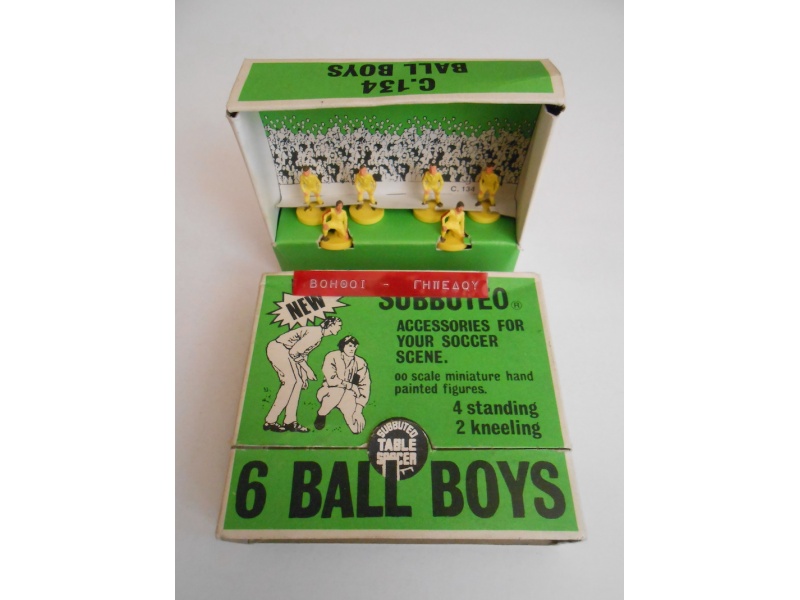 C.134
BALL BOYS
C. 134
ΒΟΗΘΟΙ - ΓΗΠΕΔΟΥ
NEW
SUBBUTEO ®
ACCESSORIES FOR
YOUR SOCCER
SCENE.
oo scale miniature hand
painted figures.
4 standing
2 kneeling
SUBBUTEO
TABLE
SOCCER
6 BALL BOYS